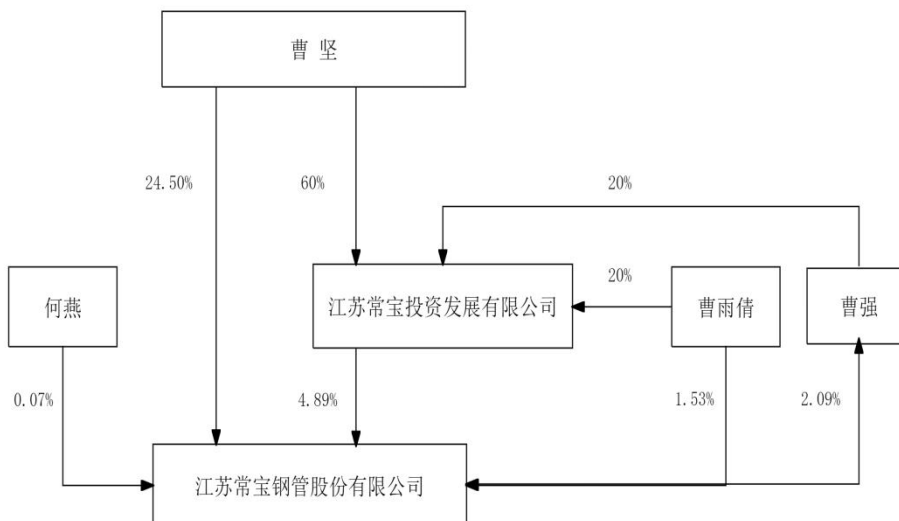 曹 坚
24.50%
60%
20%
何燕
江苏常宝投资发展有限公司
20%
曹雨倩
曹强
0.07%
4.89%
1.53%
2.09%
江苏常宝钢管股份有限公司